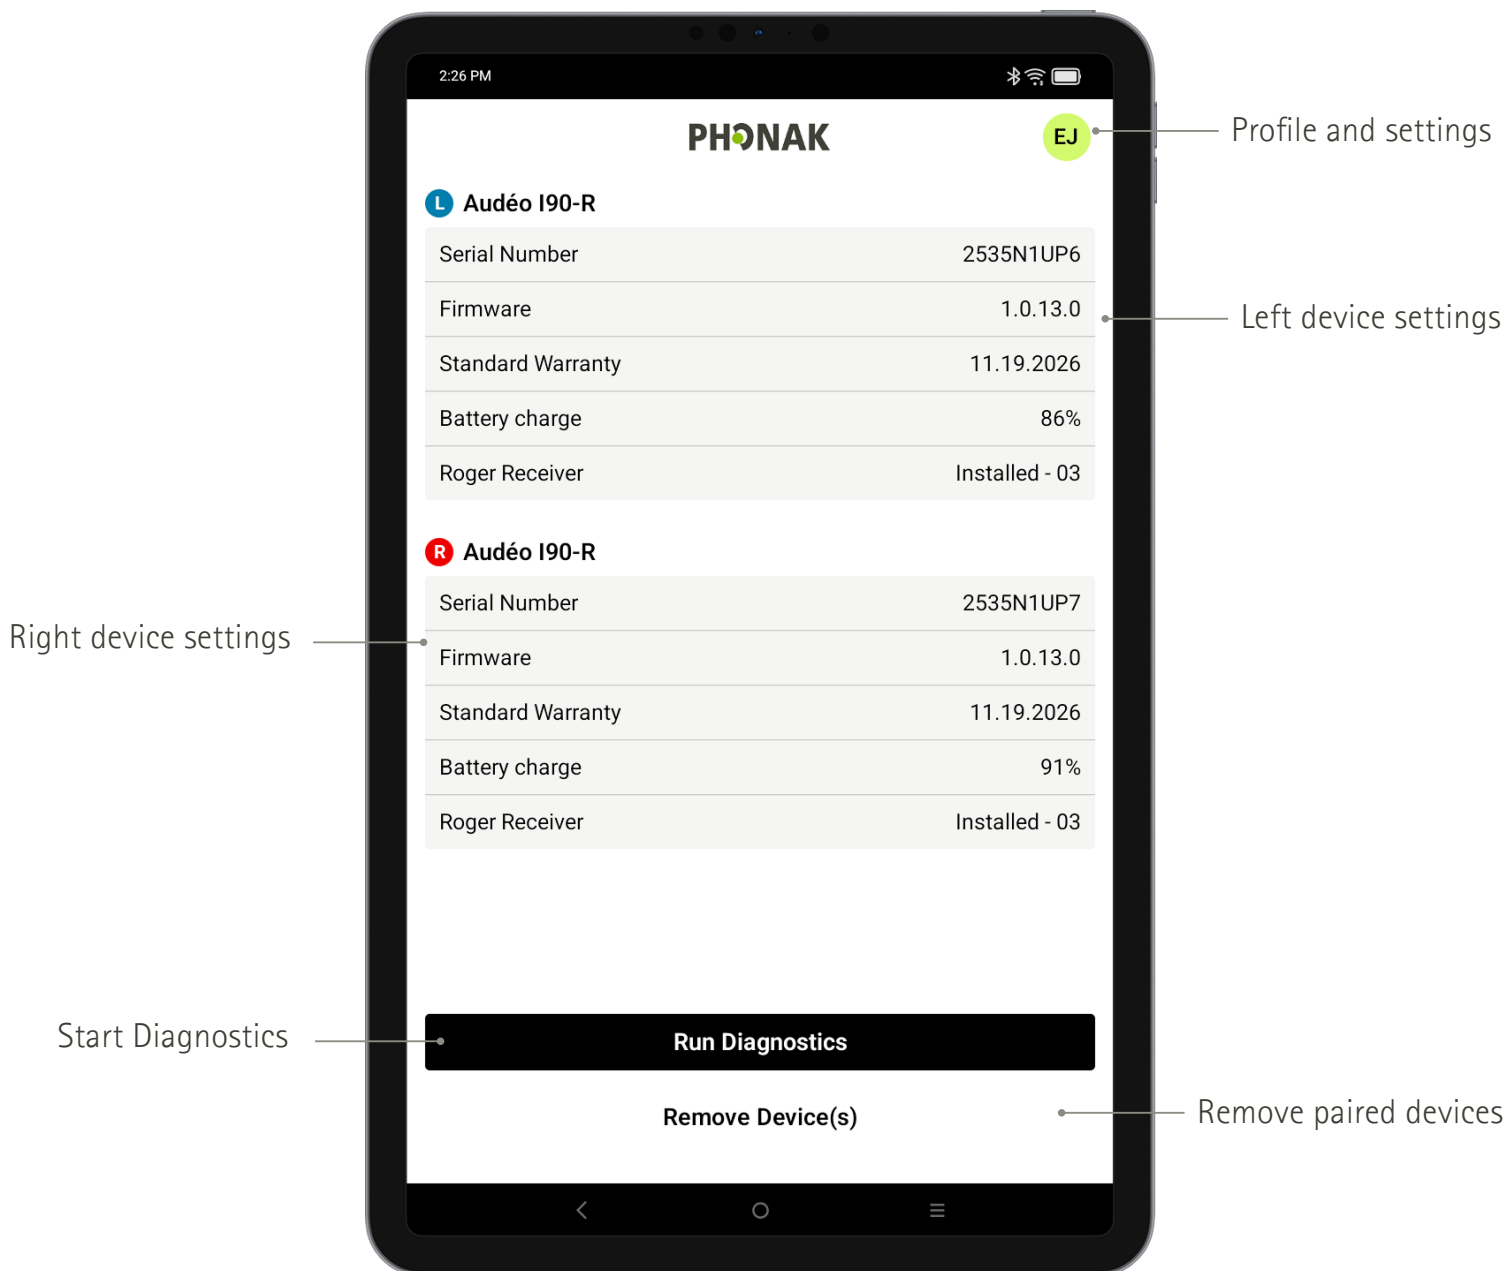 2:26 PM
PHONAK
EJ
Profile and settings
L Audéo I90-R
Serial Number 2535N1UP6
Firmware 1.0.13.0
Left device settings
Standard Warranty 11.19.2026
Battery charge 86%
Roger Receiver Installed - 03
R Audéo I90-R
Serial Number 2535N1UP7
Right device settings
Firmware 1.0.13.0
Standard Warranty 11.19.2026
Battery charge 91%
Roger Receiver Installed - 03
Start Diagnostics
Run Diagnostics
Remove Device(s)
Remove paired devices